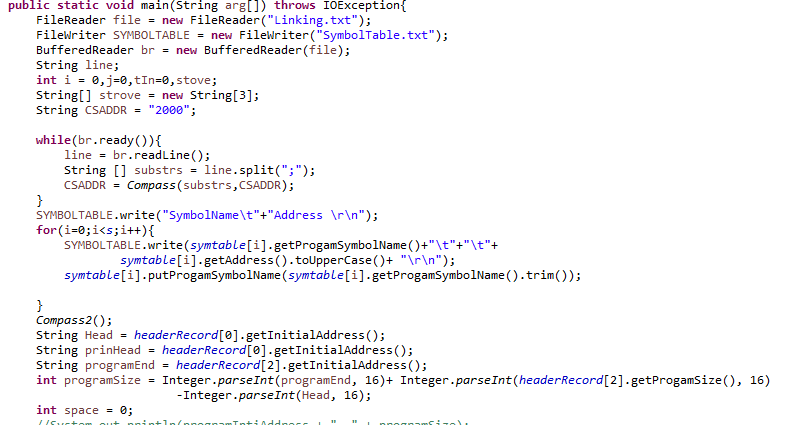 public static void main(String arg[]) throws IOException{
FileReader file = new FileReader("Linking.txt");
FileWriter SYMBOLTABLE = new FileWriter("SymbolTable.txt");
BufferedReader br = new BufferedReader(file);
String line;
int i = 0,j=0,tIn=0,stove;
String[] strove = new String[3];
String CSADDR = "2000";
while(br.ready()){
line = br.readLine();
String [] substrs = line.split(";");
CSADDR = Compass(substrs,CSADDR);
}
SYMBOLTABLE.write("SymbolName\t"+"Address \r\n");
for(i=0;i<s;i++){
SYMBOLTABLE.write(symtable[i].getProgamSymbolName()+"\t"+"\t"+
symtable[i].getAddress().toUpperCase()+ "\r\n");
symtable[i].putProgamSymbolName(symtable[i].getProgamSymbolName().trim());
}
Compass2();
String Head = headerRecord[0].getInitialAddress();
String prinHead = headerRecord[0].getInitialAddress();
String programEnd = headerRecord[2].getInitialAddress();
int programSize = Integer.parseInt(programEnd, 16)+ Integer.parseInt(headerRecord[2].getProgamSize(), 16)
-Integer.parseInt(Head, 16);
int space = 0;